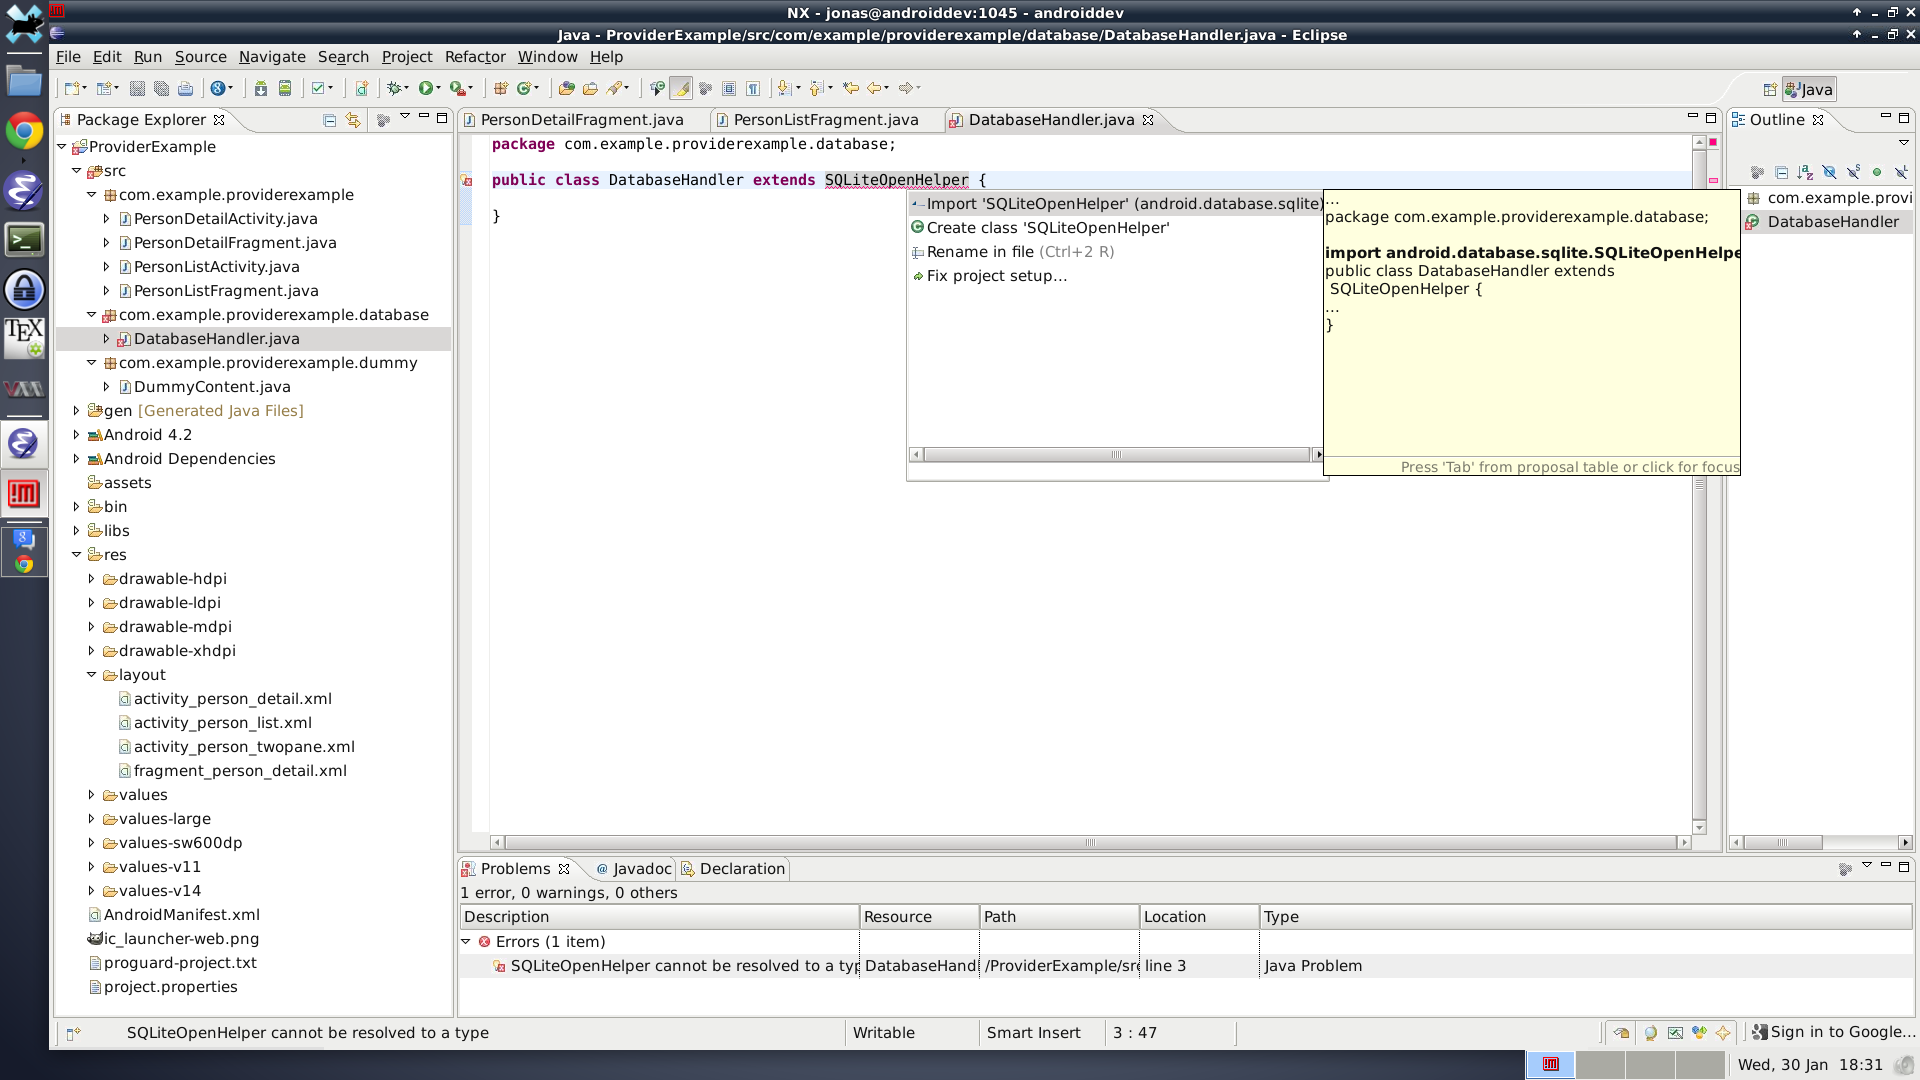 NX - jonas@androiddev:1045 - androiddev
Java - ProviderExample/src/com/example/providerexample/database/DatabaseHandler.java - Eclipse
File Edit Run Source Navigate Search Project Refactor Window Help
Java
Package Explorer
ProviderExample
src
com.example.providerexample
PersonDetailActivity.java
PersonDetailFragment.java
PersonListActivity.java
PersonListFragment.java
com.example.providerexample.database
DatabaseHandler.java
com.example.providerexample.dummy
DummyContent.java
gen [Generated Java Files]
Android 4.2
Android Dependencies
assets
bin
libs
res
drawable-hdpi
drawable-ldpi
drawable-mdpi
drawable-xhdpi
layout
activity_person_detail.xml
activity_person_list.xml
activity_person_twopane.xml
fragment_person_detail.xml
values
values-large
values-sw600dp
values-v11
values-v14
AndroidManifest.xml
ic_launcher-web.png
proguard-project.txt
project.properties
PersonDetailFragment.java PersonListFragment.java DatabaseHandler.java
package com.example.providerexample.database;
public class DatabaseHandler extends SQLiteOpenHelper {
}
Import 'SQLiteOpenHelper' (android.database.sqlite)
Create class 'SQLiteOpenHelper'
Rename in file (Ctrl+2 R)
Fix project setup...
...
package com.example.providerexample.database;
import android.database.sqlite.SQLiteOpenHelpe
public class DatabaseHandler extends
SQLiteOpenHelper {
...
}
Press 'Tab' from proposal table or click for focus
Outline
com.example.provi
DatabaseHandler
Problems Javadoc Declaration
1 error, 0 warnings, 0 others
Description Resource Path Location Type
Errors (1 item)
SQLiteOpenHelper cannot be resolved to a typ DatabaseHand /ProviderExample/src line 3 Java Problem
SQLiteOpenHelper cannot be resolved to a type Writable Smart Insert 3 : 47 Sign in to Google...
Wed, 30 Jan 18:31